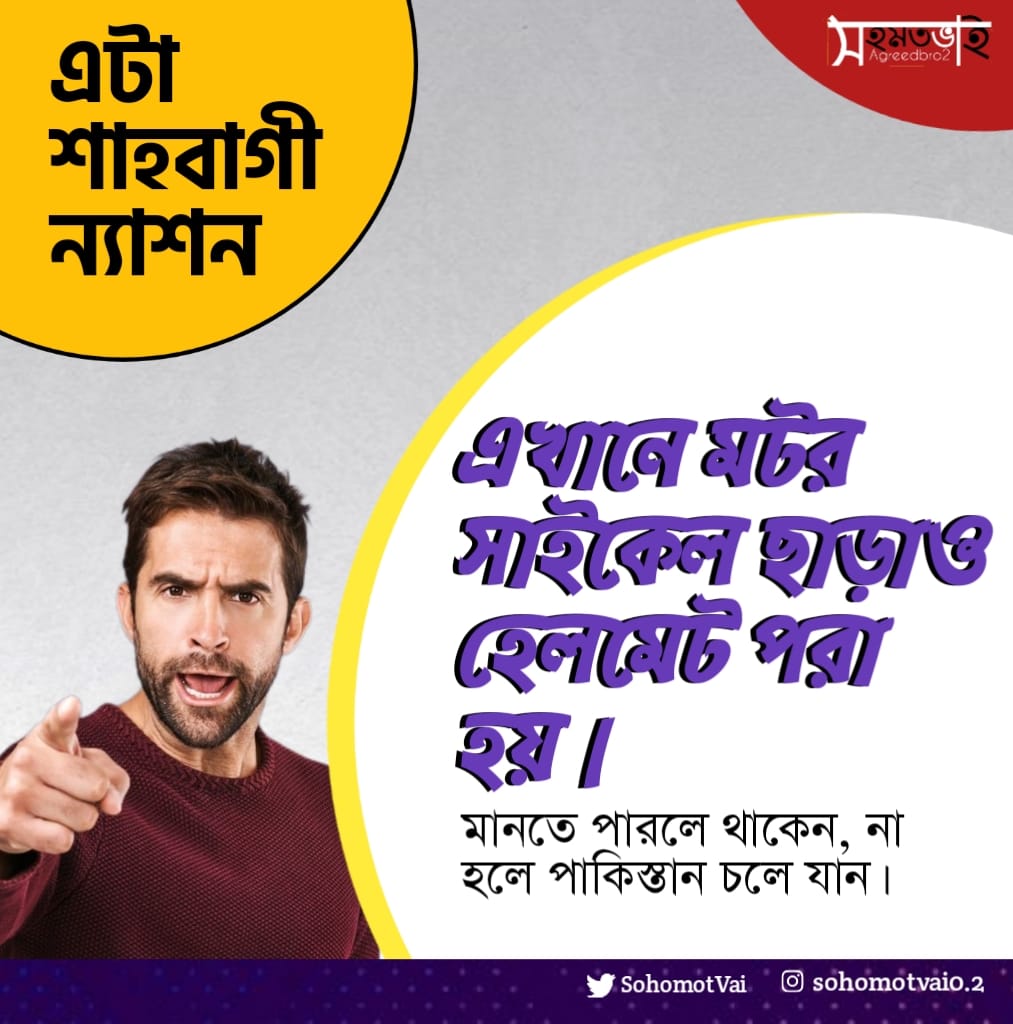 এটা
শাহবাগী
ন্যাশন
সহমতভাই
Agreedbro2
এখানে মটর
সাইকেল ছাড়াও
হেলমেট পরা
হয়।
মানতে পারলে থাকেন, না
হলে পাকিস্তান চলে যান।
SohomotVai
sohomotvaio.2